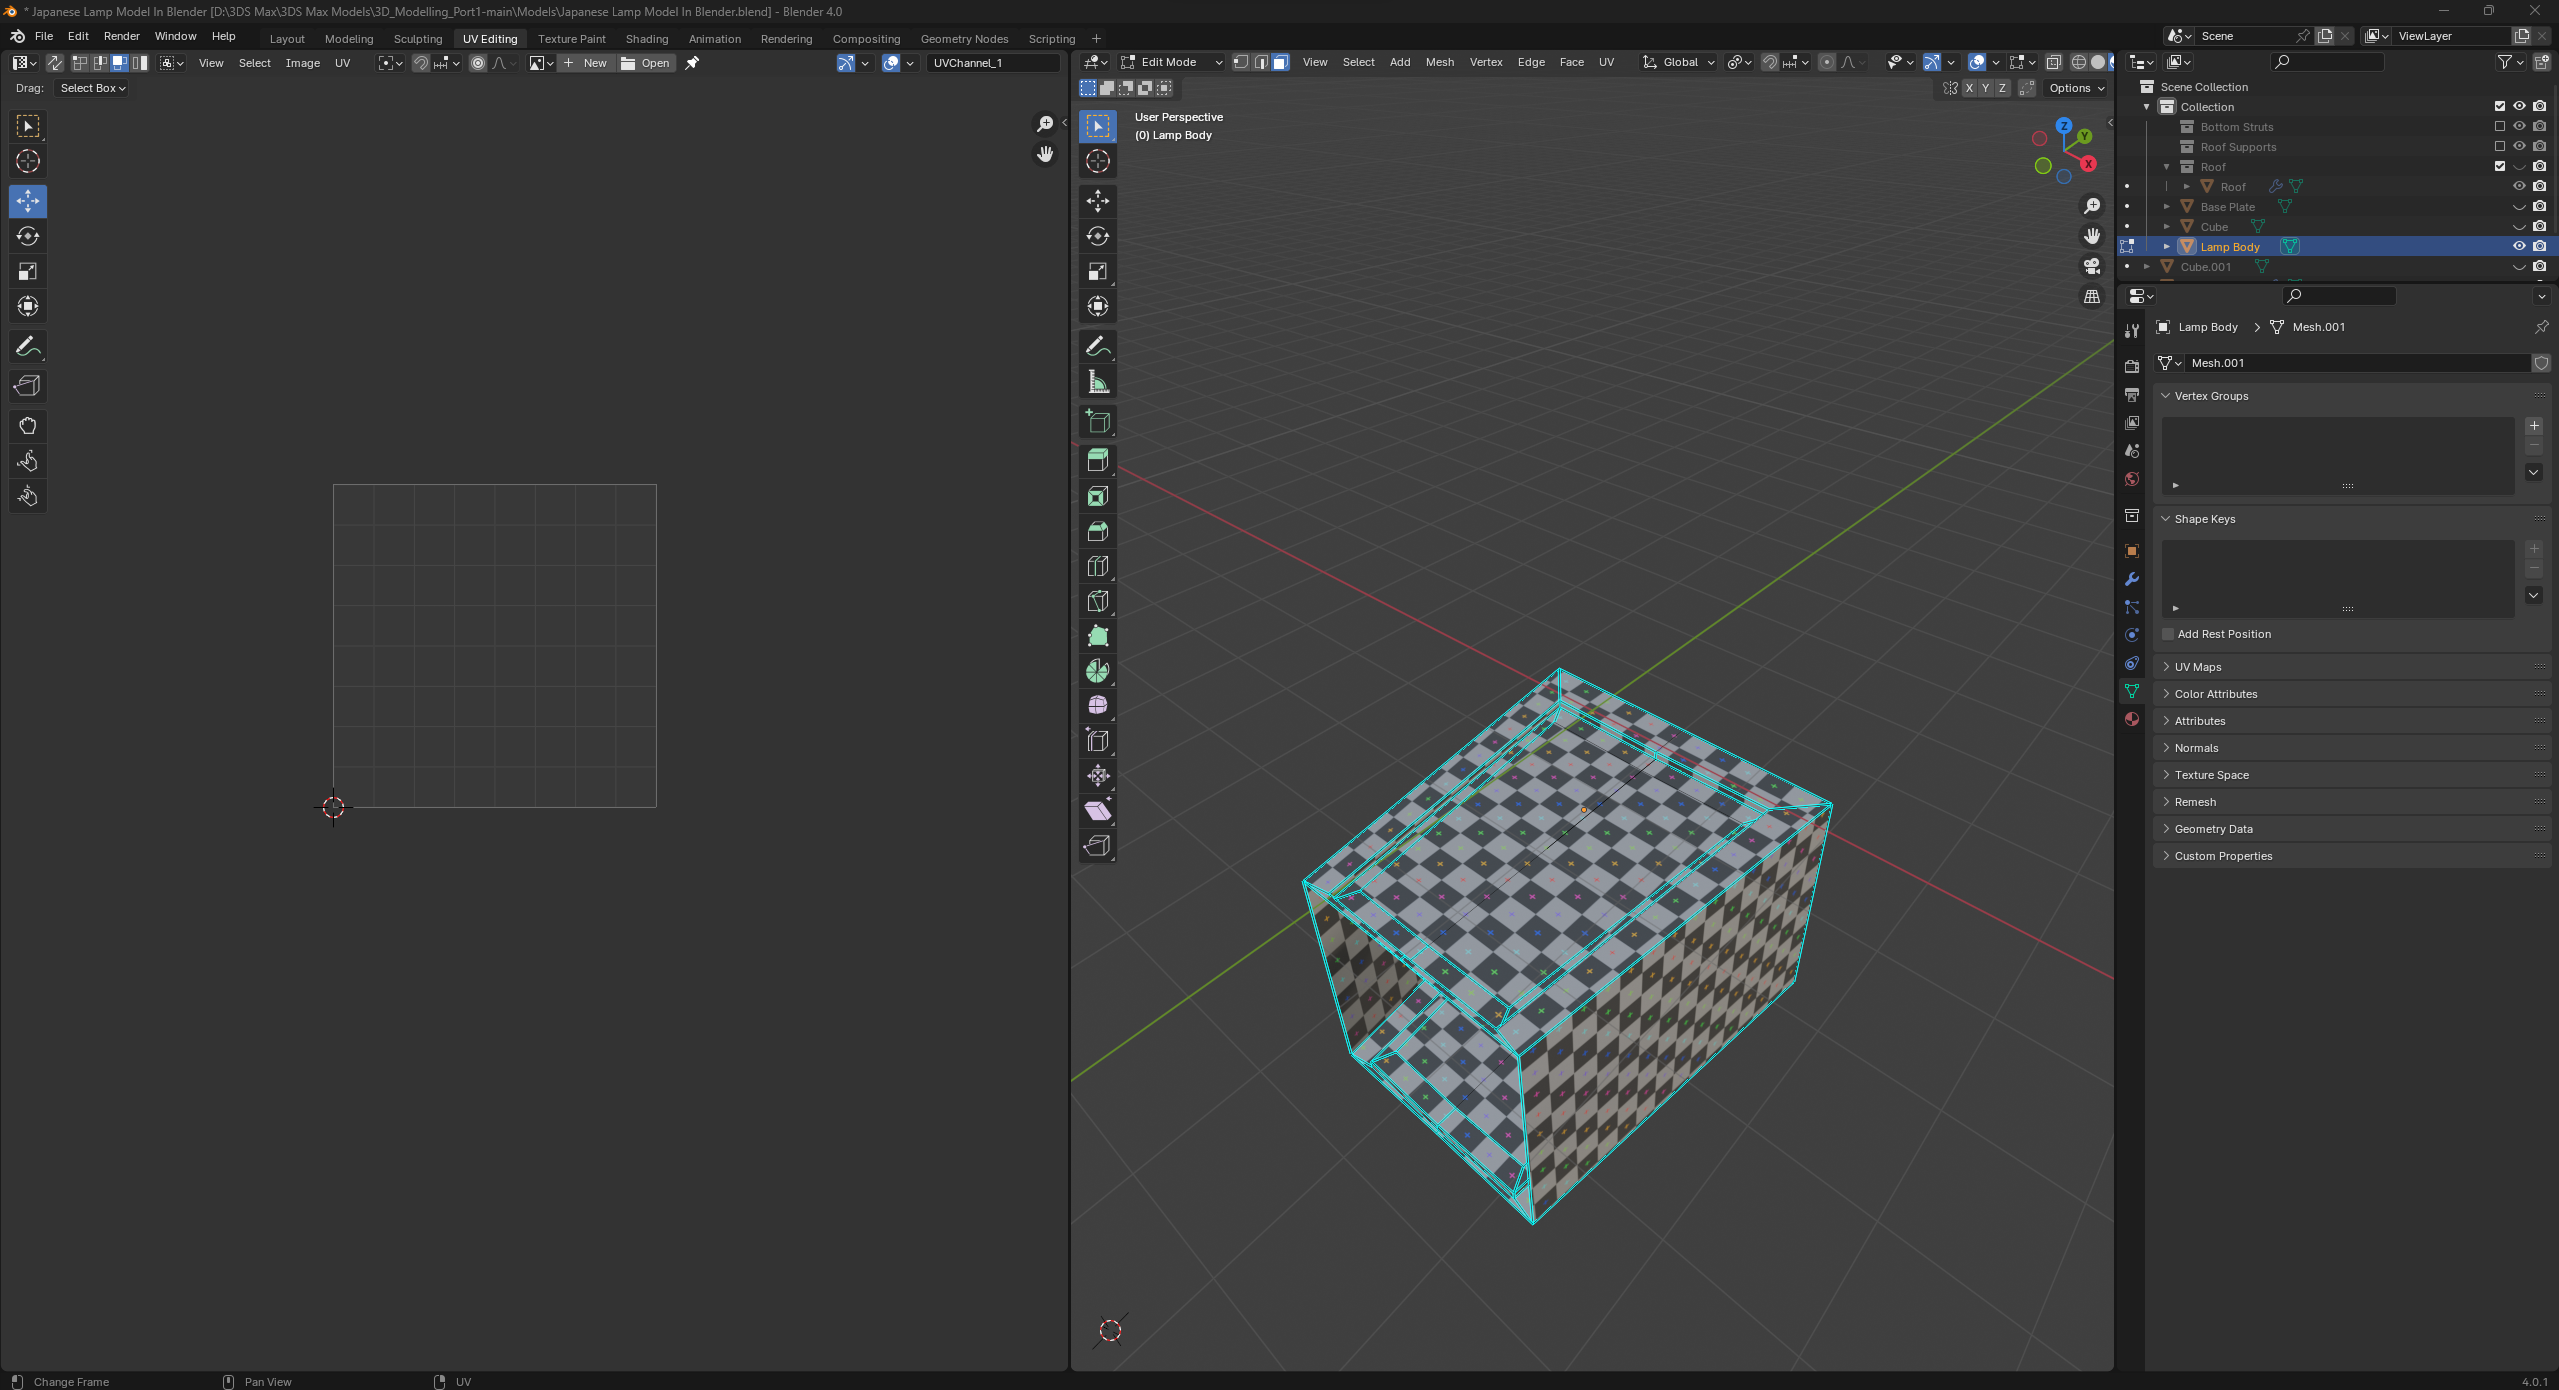 * Japanese Lamp Model In Blender [D:\3DS Max\3DS Max Models\3D_Modelling_Port1-main\Models\Japanese Lamp Model In Blender.blend] - Blender 4.0
File Edit Render Window Help Layout Modeling Sculpting UV Editing Texture Paint Shading Animation Rendering Compositing Geometry Nodes Scripting + Scene ViewLayer
View Select Image UV New Open UVChannel_1
Drag: Select Box
Edit Mode View Select Add Mesh Vertex Edge Face UV Global
X Y Z Options
User Perspective
(0) Lamp Body
Z
Y
X
Scene Collection
Collection
Bottom Struts
Roof Supports
Roof
Roof
Base Plate
Cube
Lamp Body
Cube.001
Lamp Body > Mesh.001
Mesh.001
Vertex Groups
Shape Keys
Add Rest Position
UV Maps
Color Attributes
Attributes
Normals
Texture Space
Remesh
Geometry Data
Custom Properties
Change Frame Pan View UV 4.0.1